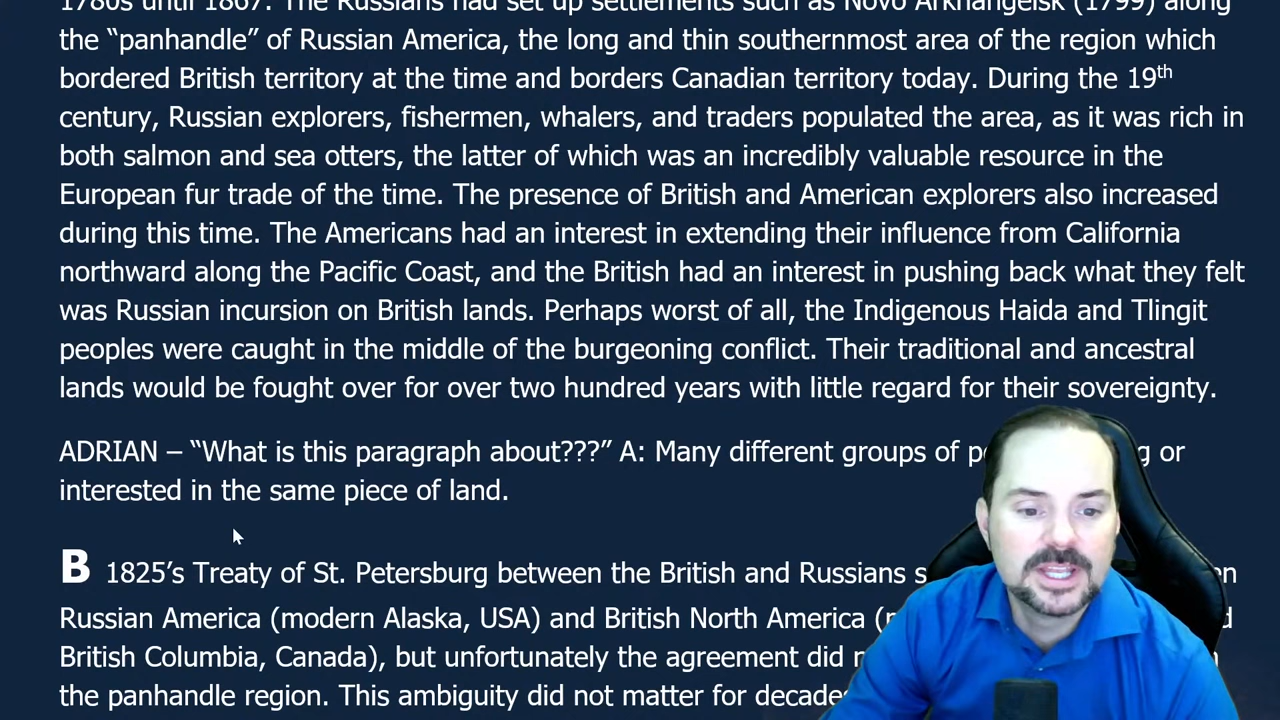 1780s until 1867. The Russians had set up settlements such as Novo Arkhangelsk (1799) along
the “panhandle” of Russian America, the long and thin southernmost area of the region which
bordered British territory at the time and borders Canadian territory today. During the 19th
century, Russian explorers, fishermen, whalers, and traders populated the area, as it was rich in
both salmon and sea otters, the latter of which was an incredibly valuable resource in the
European fur trade of the time. The presence of British and American explorers also increased
during this time. The Americans had an interest in extending their influence from California
northward along the Pacific Coast, and the British had an interest in pushing back what they felt
was Russian incursion on British lands. Perhaps worst of all, the Indigenous Haida and Tlingit
peoples were caught in the middle of the burgeoning conflict. Their traditional and ancestral
lands would be fought over for over two hundred years with little regard for their sovereignty.
ADRIAN – “What is this paragraph about???” A: Many different groups of or
interested in the same piece of land.
B 1825’s Treaty of St. Petersburg between the British and Russians
Russian America (modern Alaska, USA) and British North America
British Columbia, Canada), but unfortunately the agreement did
the panhandle region. This ambiguity did not matter for decades